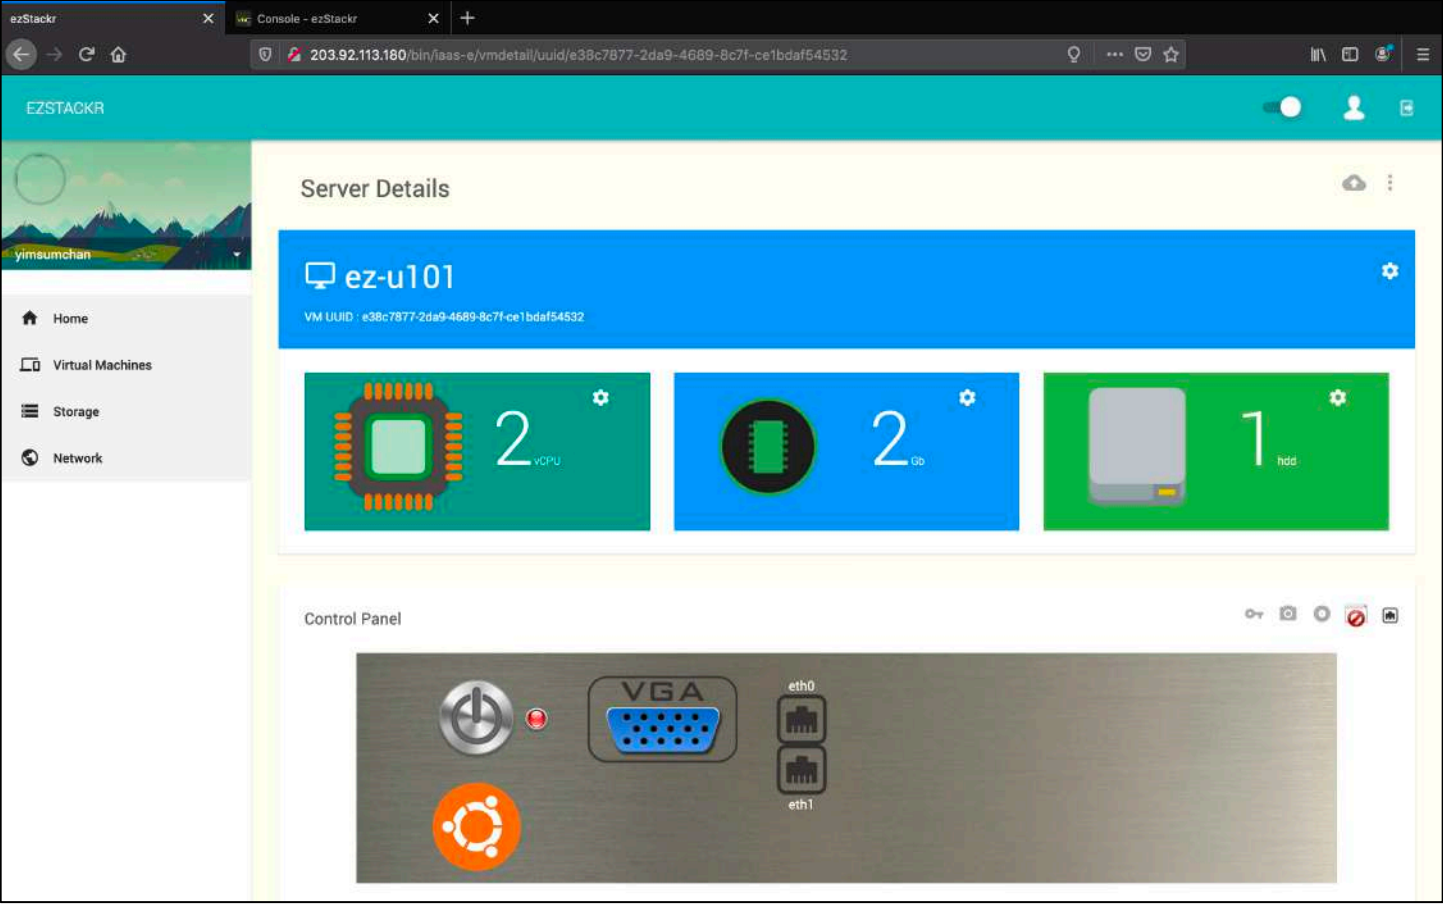 ezStackr
Console - ezStackr
203.92.113.180/bin/iaas-e/vmdetail/uuid/e38c7877-2da9-4689-8c7f-ce1bdaf54532
EZSTACKR
yimsumchan
Home
Virtual Machines
Storage
Network
Server Details
ez-u101
VM UUID : e38c7877-2da9-4689-8c7f-ce1bdaf54532
2 vCPU
2 Gb
1 hdd
Control Panel
VGA
eth0
eth1